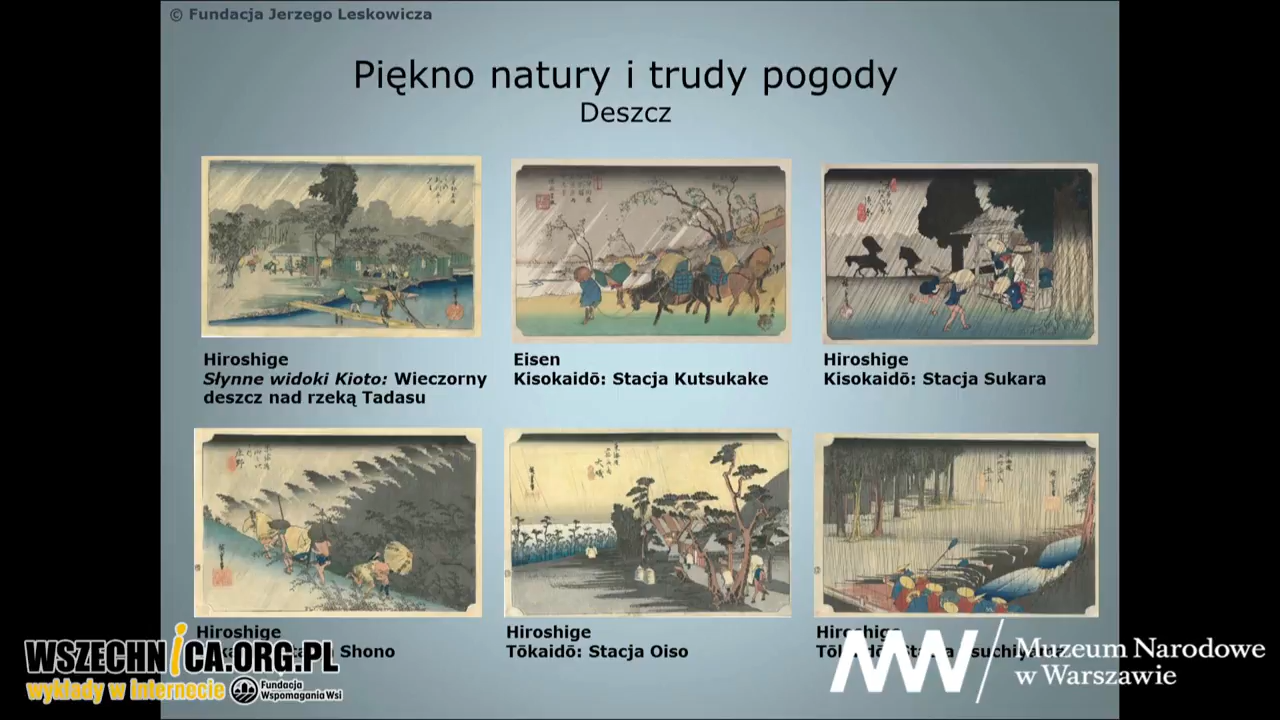 © Fundacja Jerzego Leskowicza
Piękno natury i trudy pogody
Deszcz
Hiroshige
Słynne widoki Kioto: Wieczorny
deszcz nad rzeką Tadasu
Eisen
Kisokaidō: Stacja Kutsukake
Hiroshige
Kisokaidō: Stacja Sukara
Hiroshige
Shono
Hiroshige
Tōkaidō: Stacja Oiso
Hiroshige
WSZECHNICA.ORG.PL
wykłady w internecie
Fundacja
Wspomagania Wsi
MNW
Muzeum Narodowe
w Warszawie